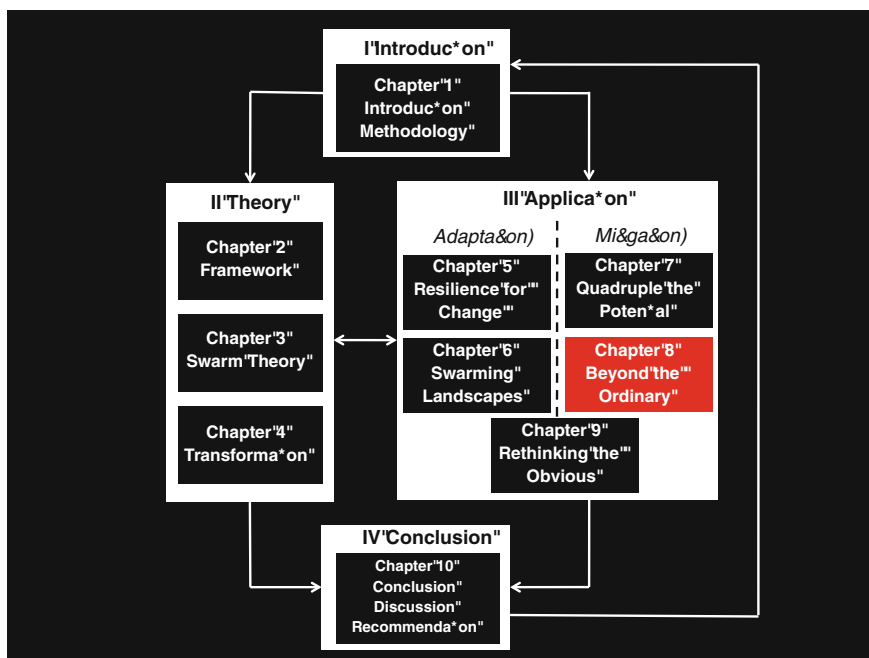 I"Introduc*on"
Chapter"1"
Introduc*on"
Methodology"
II"Theory"
Chapter"2"
Framework"
Chapter"3"
Swarm"Theory"
Chapter"4"
Transforma*on"
III"Applica*on"
Adapta&on)
Mi&ga&on)
Chapter"5"
Resilience"for""
Change""
Chapter"7"
Quadruple"the"
Poten*al"
Chapter"6"
Swarming"
Landscapes"
Chapter"8"
Beyond"the""
Ordinary"
Chapter"9"
Rethinking"the""
Obvious"
IV"Conclusion"
Chapter"10"
Conclusion"
Discussion"
Recommenda*on"